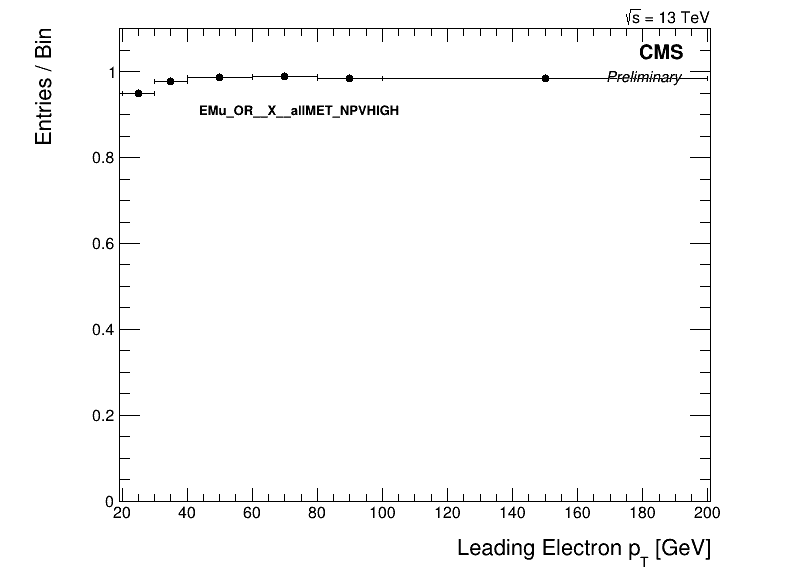 √s = 13 TeV
CMS
Preliminary
EMu_OR__X__allMET_NPVHIGH
Entries / Bin
1
0.8
0.6
0.4
0.2
0
20 40 60 80 100 120 140 160 180 200
Leading Electron p_T [GeV]